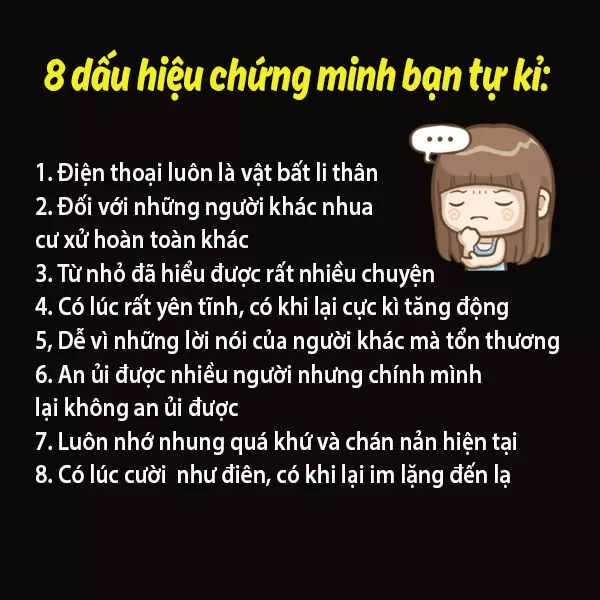 8 dấu hiệu chứng minh bạn tự kỉ:
...
1. Điện thoại luôn là vật bất li thân
2. Đối với những người khác nhua
cư xử hoàn toàn khác
3. Từ nhỏ đã hiểu được rất nhiều chuyện
4. Có lúc rất yên tĩnh, có khi lại cực kì tăng động
5, Dễ vì những lời nói của người khác mà tổn thương
6. An ủi được nhiều người nhưng chính mình
lại không an ủi được
7. Luôn nhớ nhung quá khứ và chán nản hiện tại
8. Có lúc cười  như điên, có khi lại im lặng đến lạ